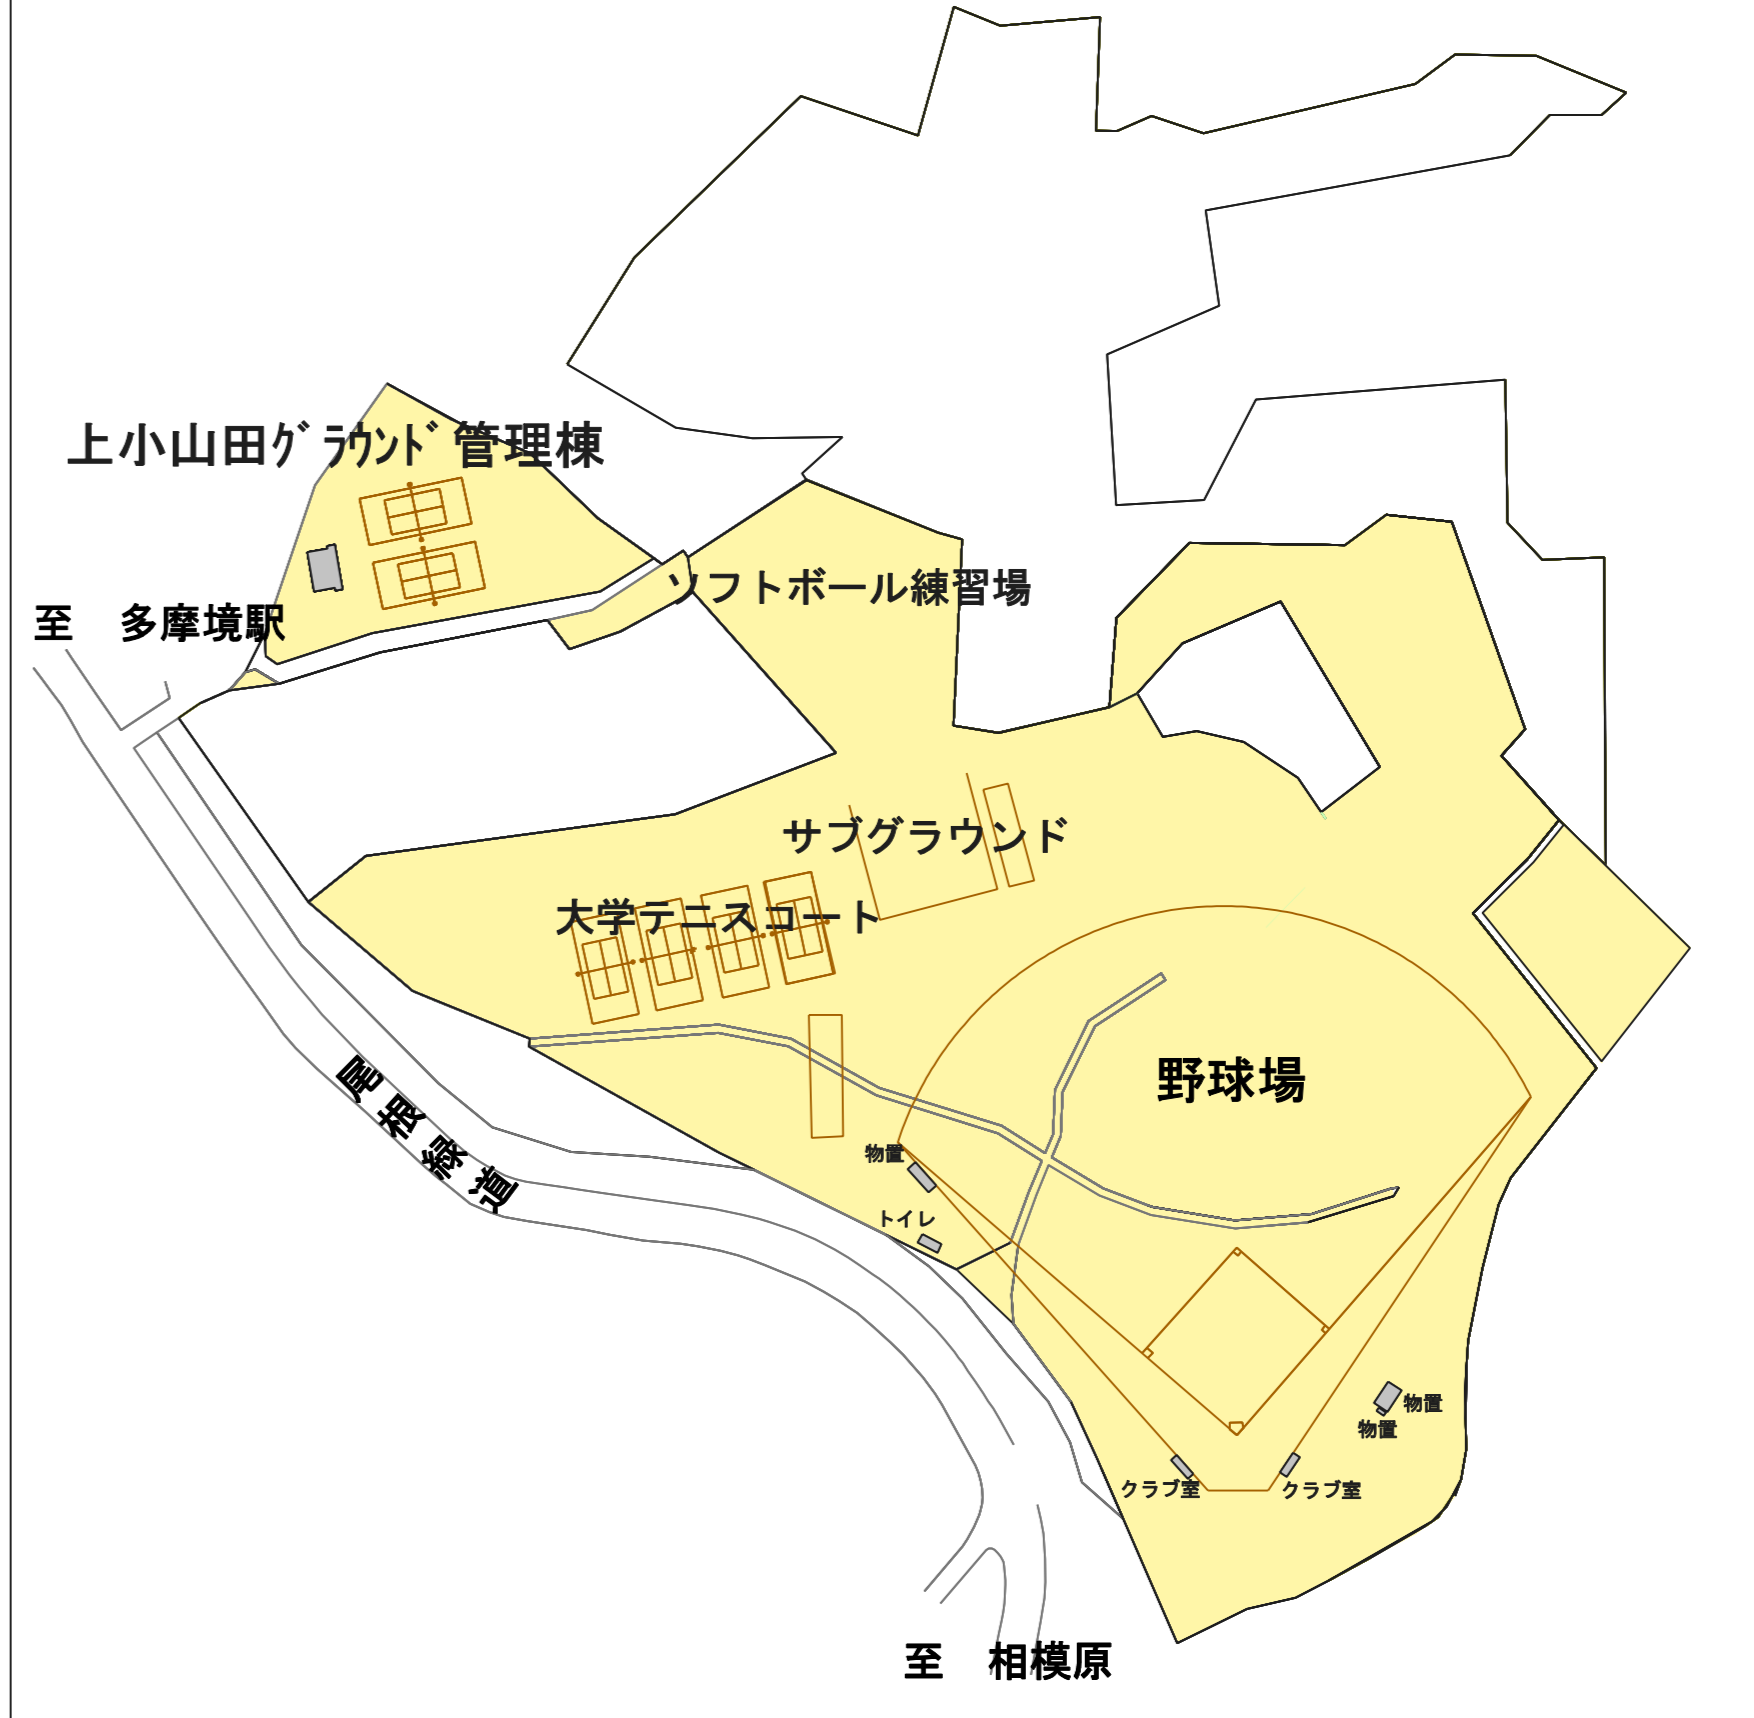 上小山田ｸﾞﾗｳﾝﾄﾞ管理棟
ソフトボール練習場
至　多摩境駅
サブグラウンド
大学テニスコート
野球場
尾根緑道
物置
トイレ
物置
物置
クラブ室
クラブ室
至　相模原